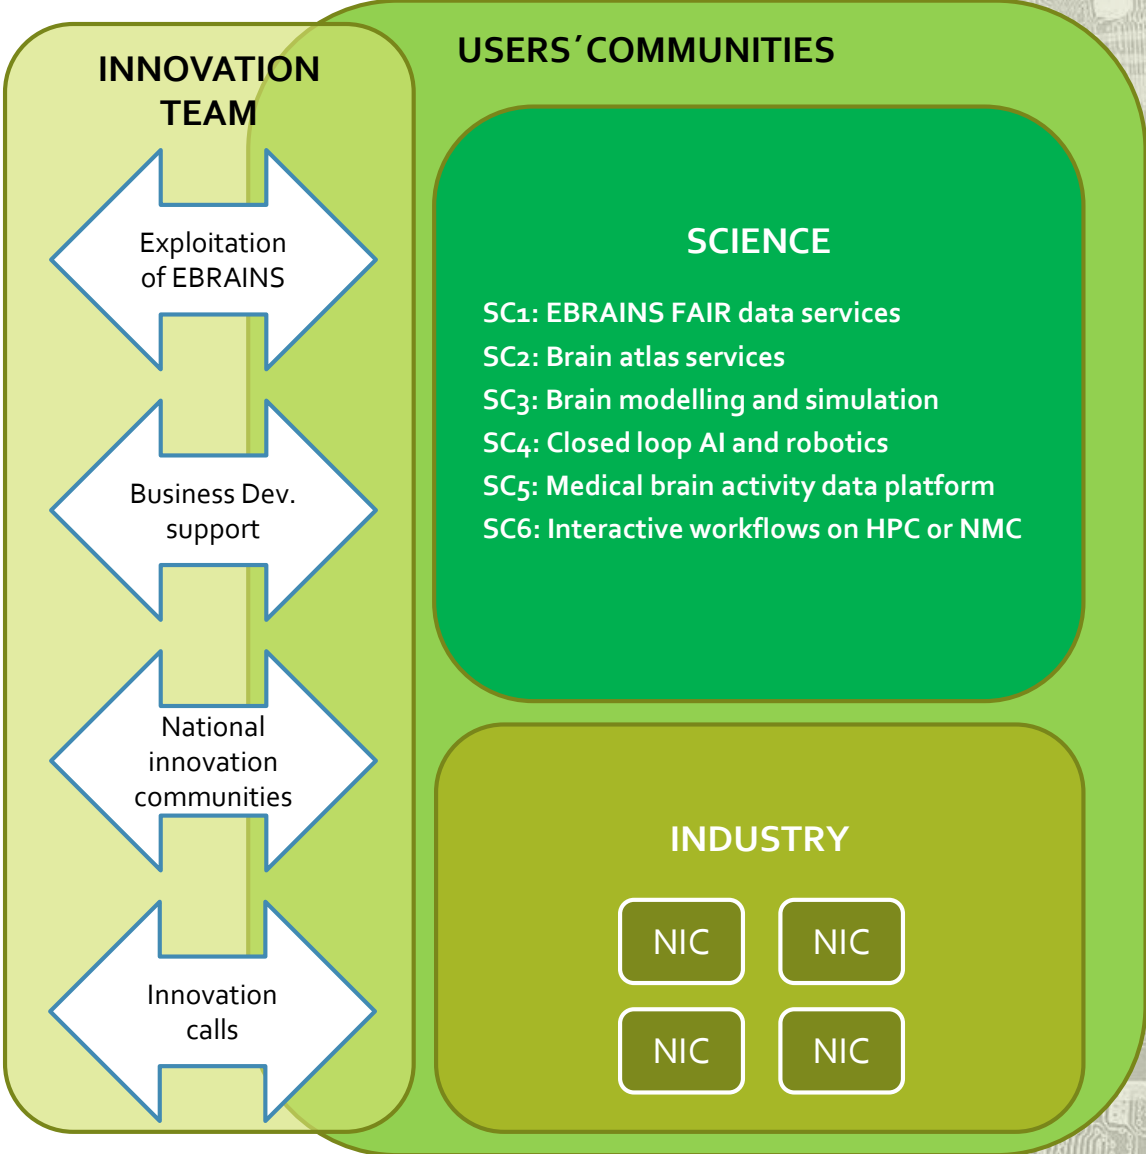 INNOVATION
TEAM
Exploitation
of EBRAINS
Business Dev.
support
National
innovation
communities
Innovation
calls
USERS´COMMUNITIES
SCIENCE
SC1: EBRAINS FAIR data services
SC2: Brain atlas services
SC3: Brain modelling and simulation
SC4: Closed loop AI and robotics
SC5: Medical brain activity data platform
SC6: Interactive workflows on HPC or NMC
INDUSTRY
NIC NIC
NIC NIC